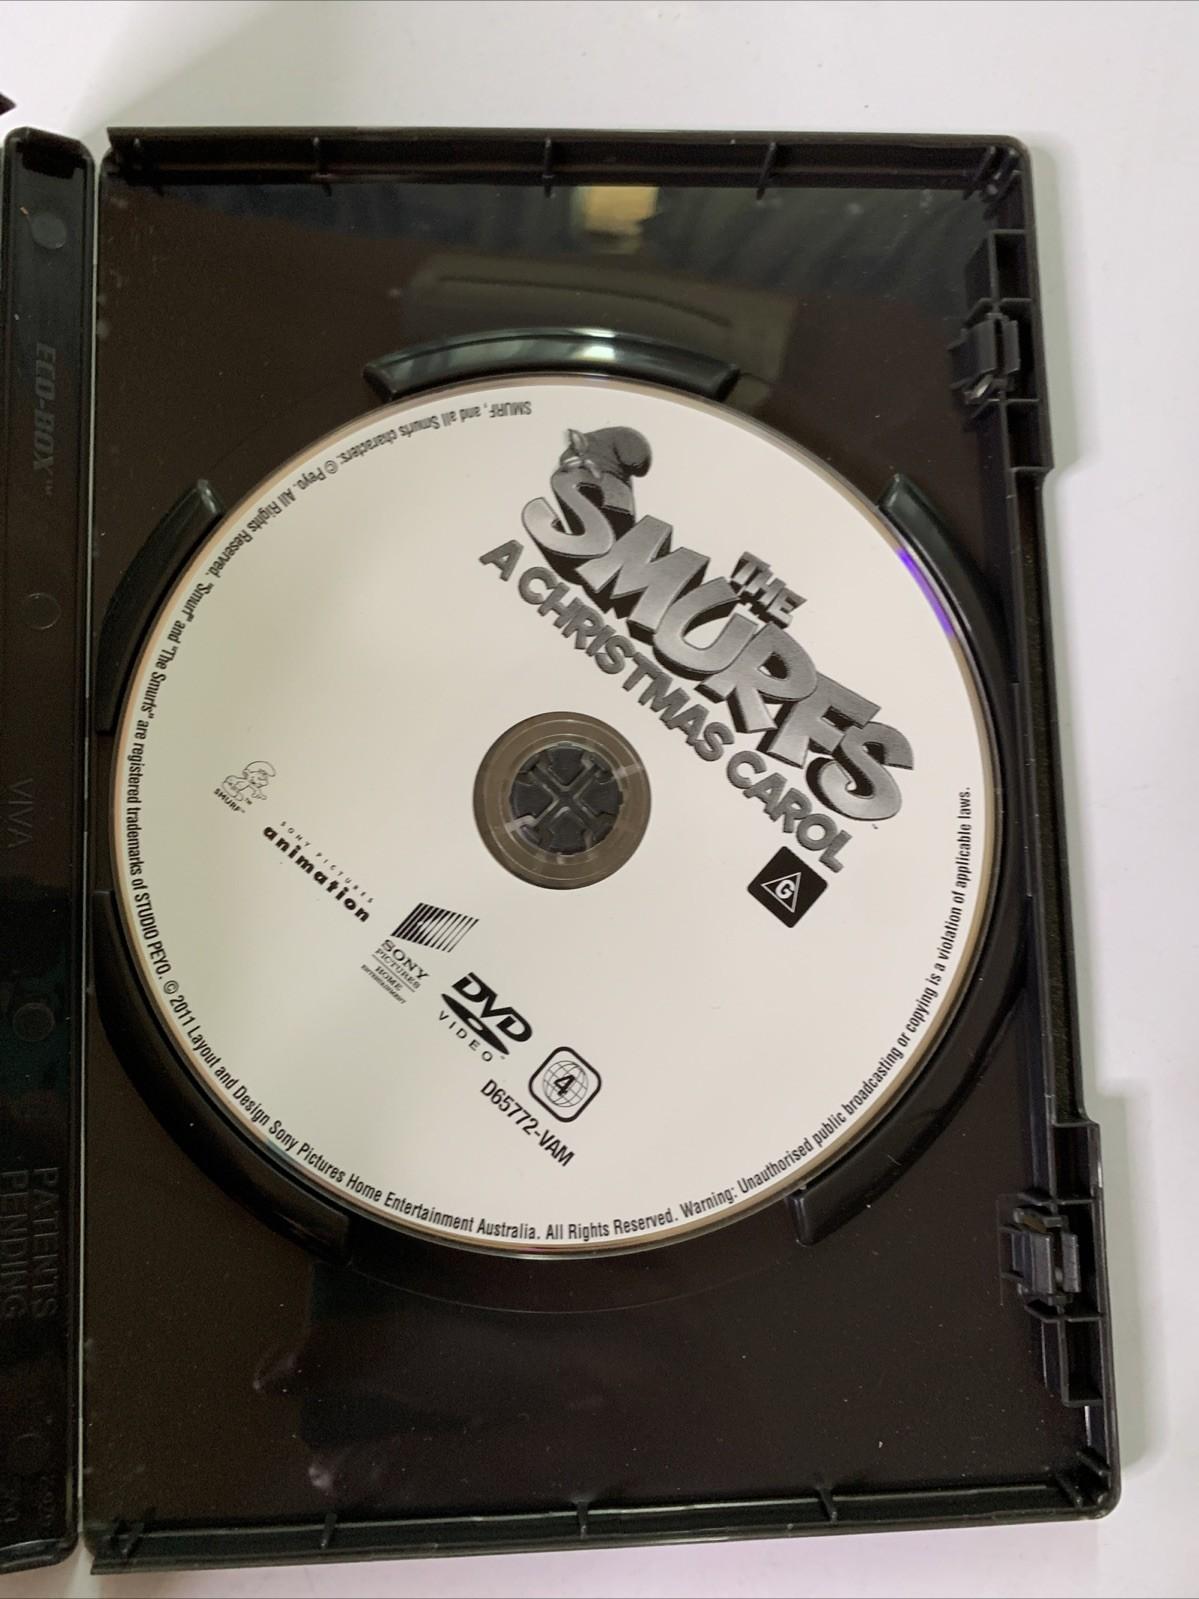 THE
SMURFS
™
A CHRISTMAS CAROL
G
SMURF™
SONY PICTURES
animation
SONY
PICTURES
HOME
ENTERTAINMENT
DVD
VIDEO™
4
D65772-VAM
SMURF, and all Smurfs characters: © Peyo. All Rights Reserved. "Smurf" and "The Smurfs" are registered trademarks of STUDIO PEYO. © 2011 Layout and Design Sony Pictures Home Entertainment Australia. All Rights Reserved. Warning: Unauthorised public broadcasting or copying is a violation of applicable laws.
ECO-BOX™
VIVA
PATENTS
PENDING